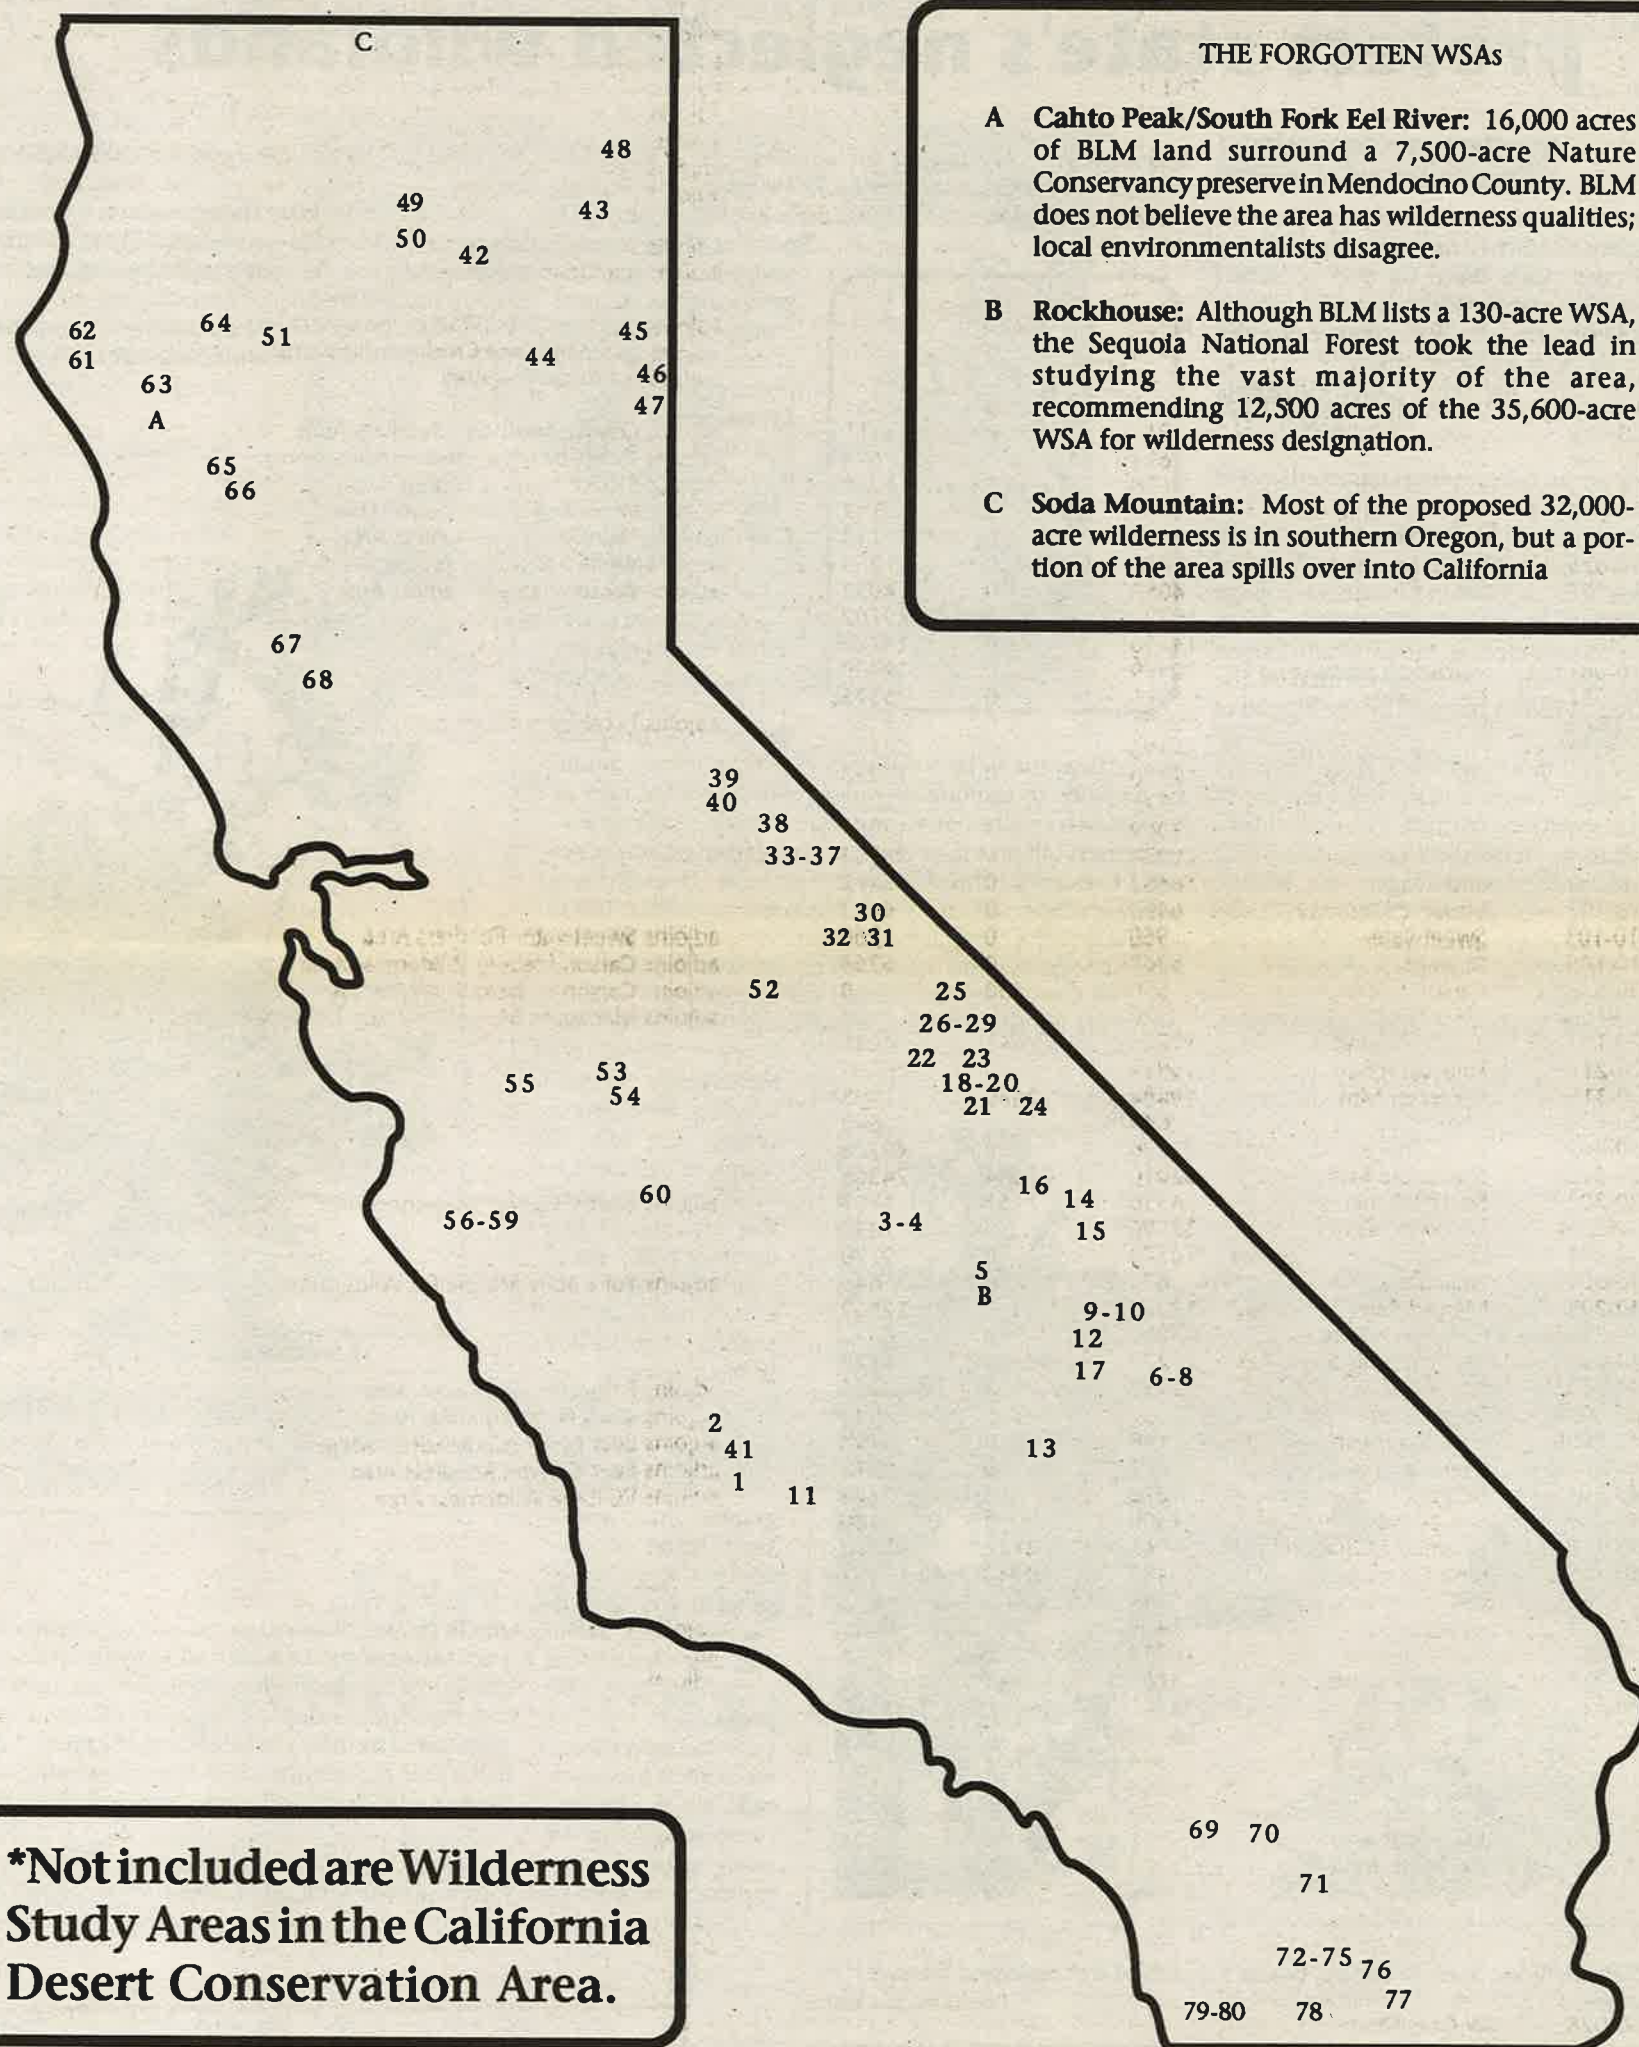 C
48
49
43
50
42
64
62
51
45
61
44
63
46
A
47
65
66
67
68
39
40
38
33-37
30
32 31
52
25
26-29
22 23
55 53
18-20
54
21 24
60
16
14
56-59
3-4
15
5
B
9-10
12
17
6-8
2
41
13
1
11
69 70
71
72-75 76
77
79-80 78
THE FORGOTTEN WSAs
A Cahto Peak/South Fork Eel River: 16,000 acres
of BLM land surround a 7,500-acre Nature
Conservancy preserve in Mendocino County. BLM
does not believe the area has wilderness qualities;
local environmentalists disagree.
B Rockhouse: Although BLM lists a 130-acre WSA,
the Sequoia National Forest took the lead in
studying the vast majority of the area,
recommending 12,500 acres of the 35,600-acre
WSA for wilderness designation.
C Soda Mountain: Most of the proposed 32,000-
acre wilderness is in southern Oregon, but a por-
tion of the area spills over into California
*Not included are Wilderness
Study Areas in the California
Desert Conservation Area.